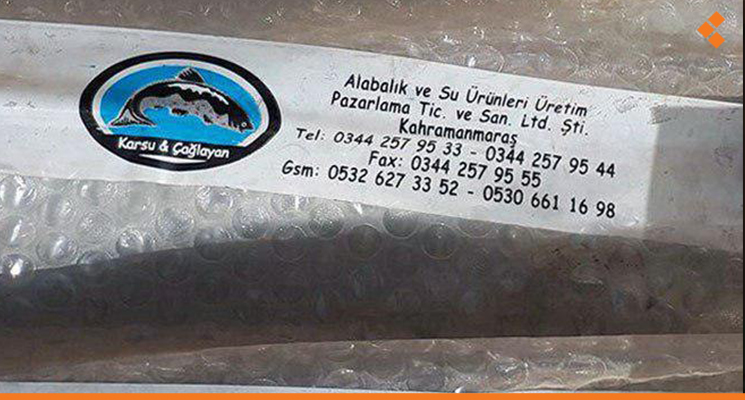 Karsu & Çağlayan
Alabalık ve Su Ürünleri Üretim
Pazarlama Tic. ve San. Ltd. Şti.
Kahramanmaraş
Tel: 0344 257 95 33 - 0344 257 95 44
Fax: 0344 257 95 55
Gsm: 0532 627 33 52 - 0530 661 16 98